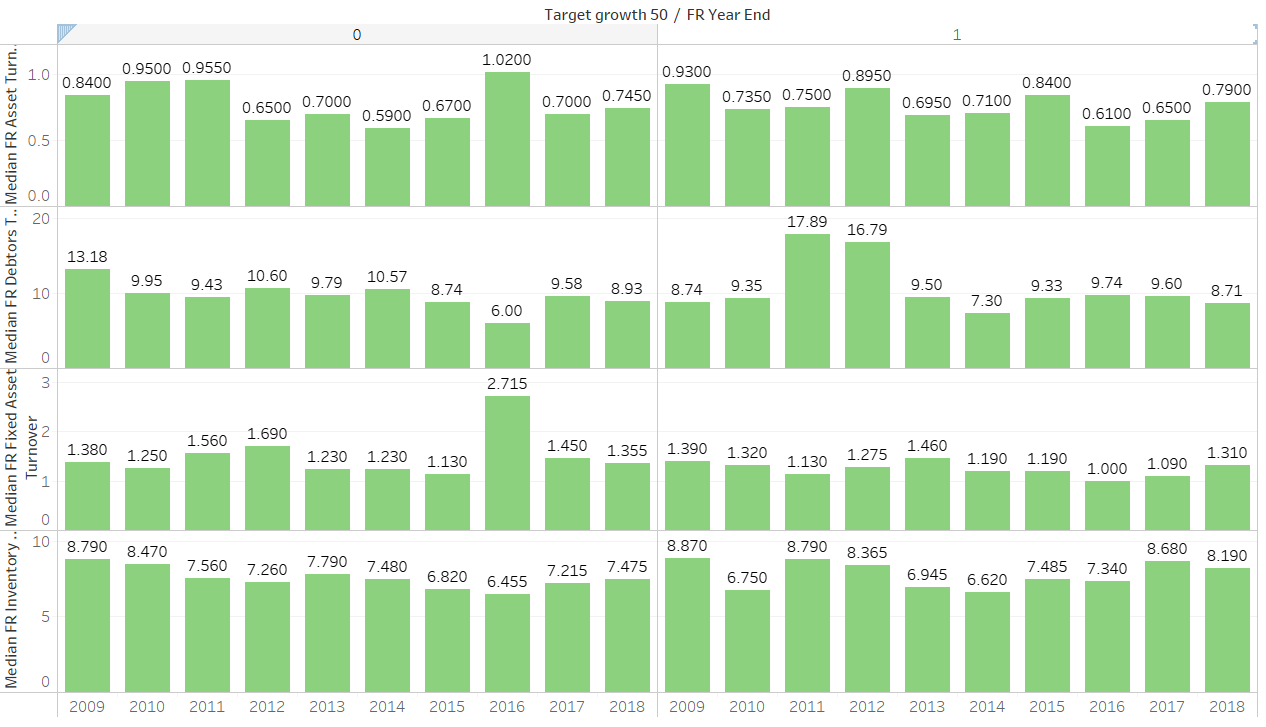 Target growth 50 / FR Year End
0 1
Median FR Asset Turn..
1.0
0.5
0.0
0.8400 0.9500 0.9550 0.6500 0.7000 0.5900 0.6700 1.0200 0.7000 0.7450 0.9300 0.7350 0.7500 0.8950 0.6950 0.7100 0.8400 0.6100 0.6500 0.7900
Median FR Debtors T..
20
10
0
13.18 9.95 9.43 10.60 9.79 10.57 8.74 6.00 9.58 8.93 8.74 9.35 17.89 16.79 9.50 7.30 9.33 9.74 9.60 8.71
Median FR Fixed Asset
Turnover
3
2
1
0
1.380 1.250 1.560 1.690 1.230 1.230 1.130 2.715 1.450 1.355 1.390 1.320 1.130 1.275 1.460 1.190 1.190 1.000 1.090 1.310
Median FR Inventory ..
10
5
0
8.790 8.470 7.560 7.260 7.790 7.480 6.820 6.455 7.215 7.475 8.870 6.750 8.790 8.365 6.945 6.620 7.485 7.340 8.680 8.190
2009 2010 2011 2012 2013 2014 2015 2016 2017 2018 2009 2010 2011 2012 2013 2014 2015 2016 2017 2018